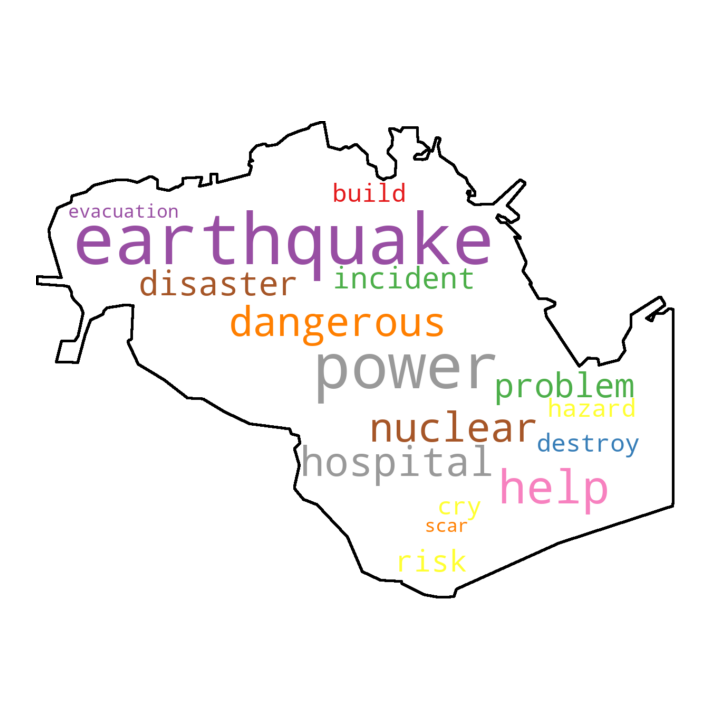 build
evacuation
earthquake
disaster
incident
dangerous
power
problem
hazard
nuclear
destroy
hospital
help
cry
scar
risk